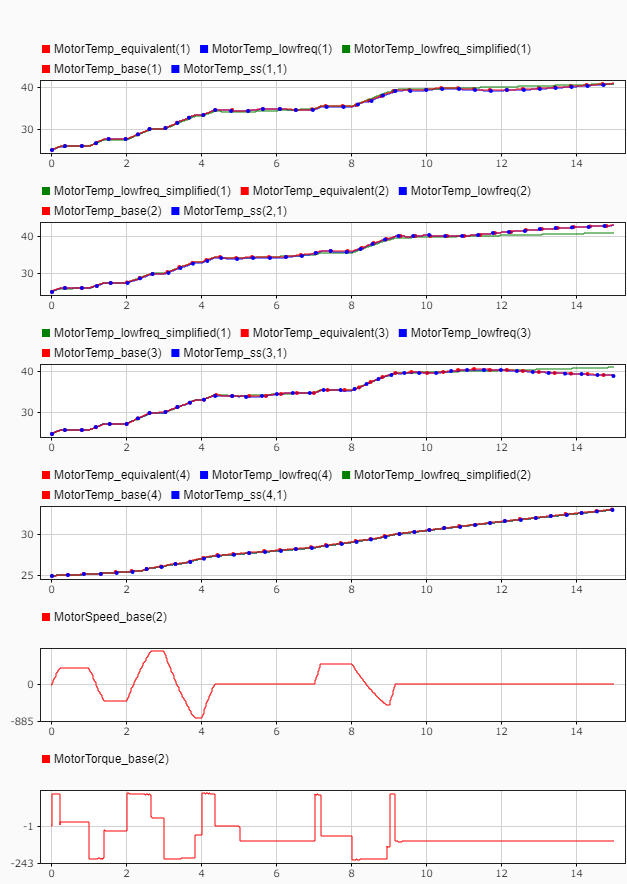 MotorTemp_equivalent(1) MotorTemp_lowfreq(1) MotorTemp_lowfreq_simplified(1)
MotorTemp_base(1) MotorTemp_ss(1,1)
40
30
0 2 4 6 8 10 12 14
MotorTemp_lowfreq_simplified(1) MotorTemp_equivalent(2) MotorTemp_lowfreq(2)
MotorTemp_base(2) MotorTemp_ss(2,1)
40
30
0 2 4 6 8 10 12 14
MotorTemp_lowfreq_simplified(1) MotorTemp_equivalent(3) MotorTemp_lowfreq(3)
MotorTemp_base(3) MotorTemp_ss(3,1)
40
30
0 2 4 6 8 10 12 14
MotorTemp_equivalent(4) MotorTemp_lowfreq(4) MotorTemp_lowfreq_simplified(2)
MotorTemp_base(4) MotorTemp_ss(4,1)
30
25
0 2 4 6 8 10 12 14
MotorSpeed_base(2)
0
-885
0 2 4 6 8 10 12 14
MotorTorque_base(2)
-1
-243
0 2 4 6 8 10 12 14